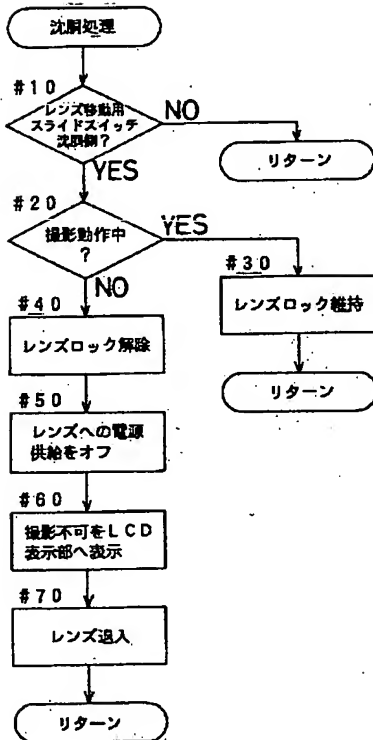 沈胴処理
#10
レンズ移動用
スライドスイッチ
沈胴側?
NO
リターン
YES
#20
撮影動作中
?
YES
#30
レンズロック維持
リターン
NO
#40
レンズロック解除
#50
レンズへの電源
供給をオフ
#60
撮影不可をLCD
表示部へ表示
#70
レンズ退入
リターン